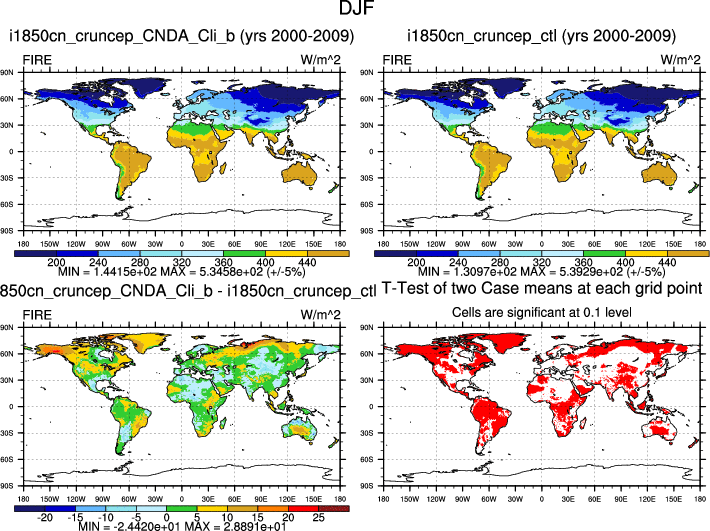 DJF
i1850cn_cruncep_CNDA_Cli_b (yrs 2000-2009)
FIRE W/m^2
90N
60N
30N
0
30S
60S
90S
180 150W 120W 90W 60W 30W 0 30E 60E 90E 120E 150E 180
200 240 280 320 360 400 440
MIN = 1.4415e+02 MAX = 5.3458e+02 (+/-5%)
i1850cn_cruncep_ctl (yrs 2000-2009)
FIRE W/m^2
90N
60N
30N
0
30S
60S
90S
180 150W 120W 90W 60W 30W 0 30E 60E 90E 120E 150E 180
200 240 280 320 360 400 440
MIN = 1.3097e+02 MAX = 5.3929e+02 (+/-5%)
850cn_cruncep_CNDA_Cli_b - i1850cn_cruncep_ctl
FIRE W/m^2
90N
60N
30N
0
30S
60S
90S
180 150W 120W 90W 60W 30W 0 30E 60E 90E 120E 150E 180
-20 -15 -10 -5 0 5 10 15 20 25
MIN = -2.4420e+01 MAX = 2.8891e+01
T-Test of two Case means at each grid point
Cells are significant at 0.1 level
90N
60N
30N
0
30S
60S
90S
180 150W 120W 90W 60W 30W 0 30E 60E 90E 120E 150E 180